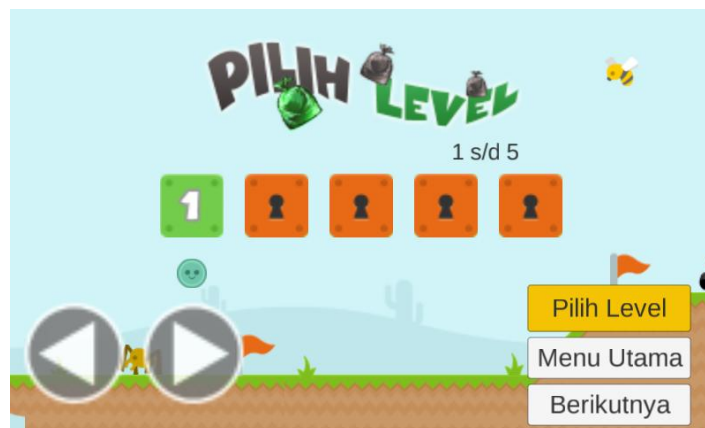 PILIH LEVEL
1 s/d 5
1
Pilih Level
Menu Utama
Berikutnya